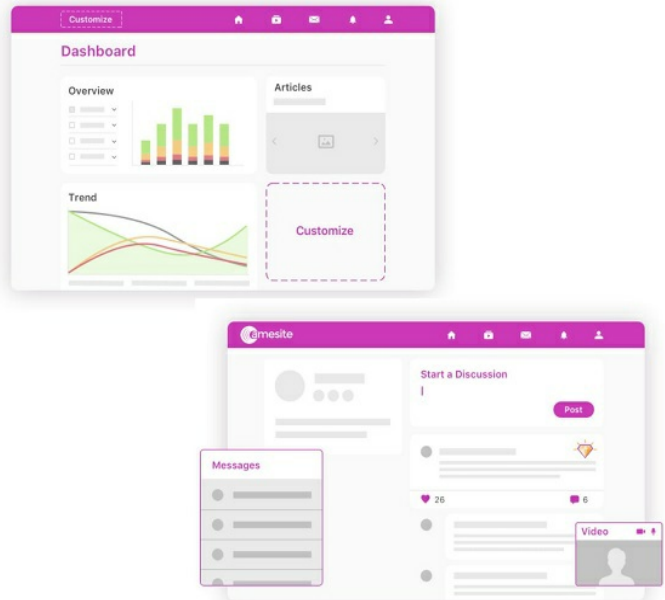 Customize
Dashboard
Overview
Articles
Trend
Customize
amesite
Start a Discussion
Post
Messages
26
6
Video